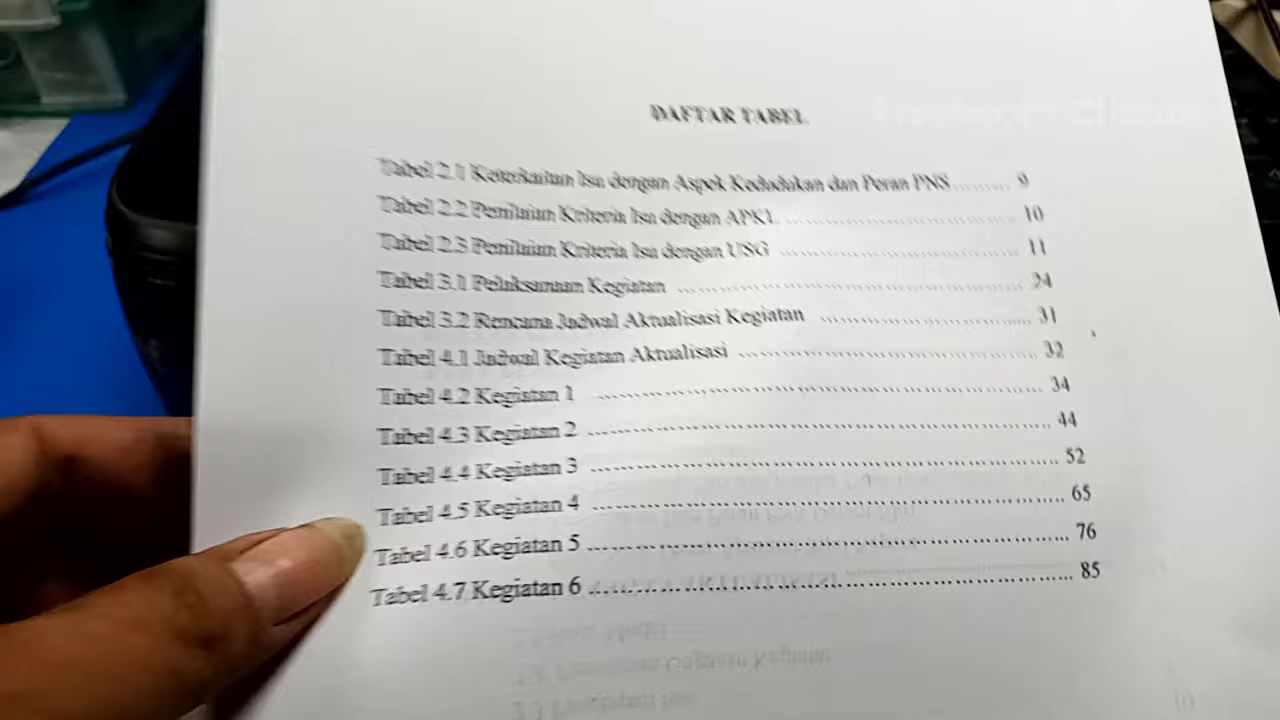 DAFTAR TABEL
Tabel 2.1 Keterkaitan Isu dengan Aspek Kedudukan dan Peran PNS ......... 9
Tabel 2.2 Penilaian Kriteria Isu dengan APKL ................................ 10
Tabel 2.3 Penilaian Kriteria Isu dengan USG ................................ 11
Tabel 3.1 Pelaksanaan Kegiatan ................................................ 24
Tabel 3.2 Rencana Jadwal Aktualisasi Kegiatan ............................. 31
Tabel 4.1 Jadwal Kegiatan Aktualisasi ........................................ 32
Tabel 4.2 Kegiatan 1 ............................................................ 34
Tabel 4.3 Kegiatan 2 ............................................................ 44
Tabel 4.4 Kegiatan 3 ............................................................ 52
Tabel 4.5 Kegiatan 4 ............................................................ 65
Tabel 4.6 Kegiatan 5 ............................................................ 76
Tabel 4.7 Kegiatan 6 ............................................................ 85